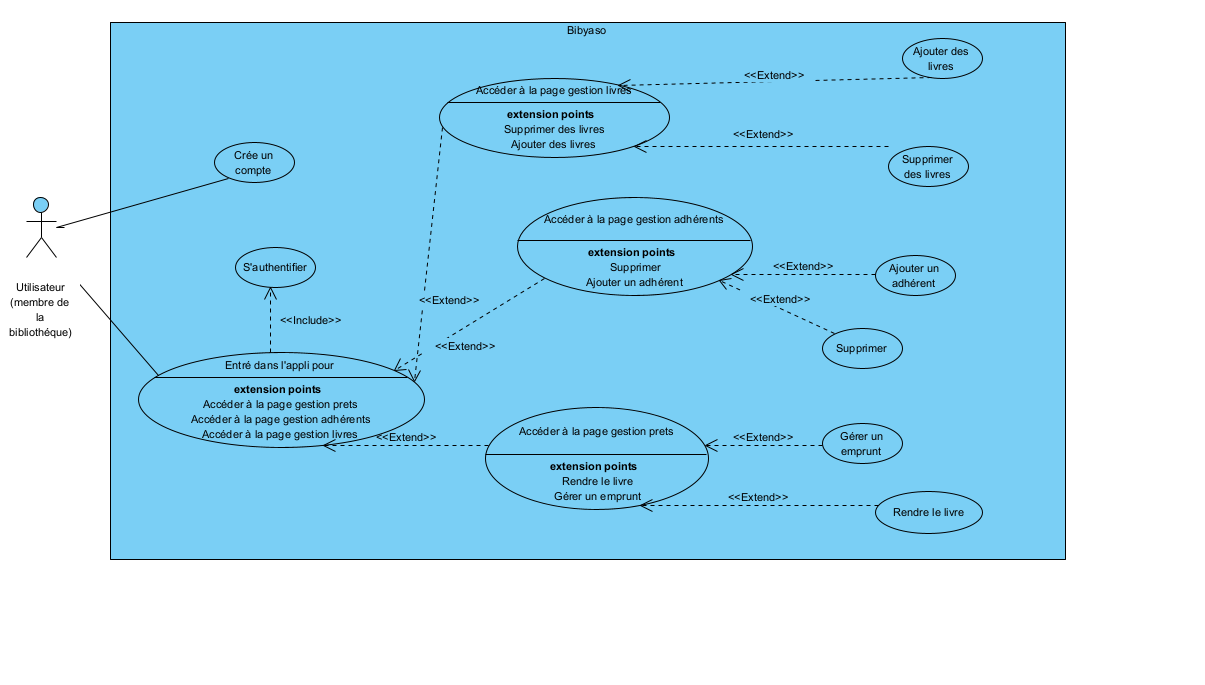 Bibyaso
Ajouter des
livres
<<Extend>>
Accéder à la page gestion livres
extension points
Supprimer des livres
Ajouter des livres
<<Extend>>
Supprimer
des livres
Crée un
compte
Utilisateur
(membre de
la
bibliothéque)
Accéder à la page gestion adhérents
extension points
Supprimer
Ajouter un adhérent
<<Extend>>
Ajouter un
adhérent
<<Extend>>
Supprimer
S'authentifier
<<Include>>
<<Extend>>
<<Extend>>
Entré dans l'appli pour
extension points
Accéder à la page gestion prets
Accéder à la page gestion adhérents
Accéder à la page gestion livres
<<Extend>>
Accéder à la page gestion prets
extension points
Rendre le livre
Gérer un emprunt
<<Extend>>
Gérer un
emprunt
<<Extend>>
Rendre le livre